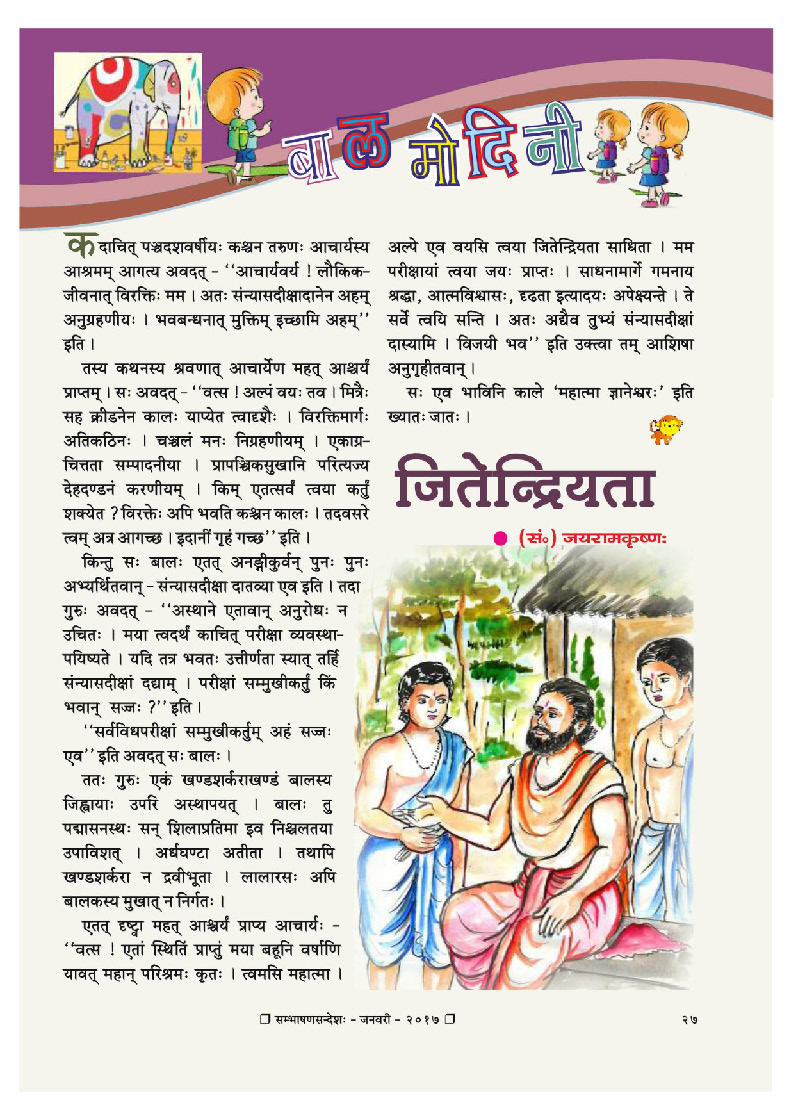 बालमोदिनी
कदाचित् पञ्चदशवर्षीयः कश्चन तरुणः आचार्यस्य
आश्रमम् आगत्य अवदत् - ‘‘आचार्यवर्य ! लौकिक-
जीवनात् विरक्तिः मम । अतः संन्यासदीक्षादानेन अहम्
अनुग्रहणीयः । भवबन्धनात् मुक्तिम् इच्छामि अहम्’’
इति ।
तस्य कथनस्य श्रवणात् आचार्येण महत् आश्चर्यं
प्राप्तम् । सः अवदत् - ‘‘वत्स ! अल्पं वयः तव । मित्रैः
सह क्रीडनेन कालः याप्येत त्वादृशैः । विरक्तिमार्गः
अतिकठिनः । चञ्चलं मनः निग्रहणीयम् । एकाग्र-
चित्तता सम्पादनीया । प्रापञ्चिकसुखानि परित्यज्य
देहदण्डनं करणीयम् । किम् एतत्सर्वं त्वया कर्तुं
शक्येत ? विरक्तेः अपि भवति कश्चन कालः । तदवसरे
त्वम् अत्र आगच्छ । इदानीं गृहं गच्छ’’ इति ।
किन्तु सः बालः एतत् अनङ्गीकुर्वन् पुनः पुनः
अभ्यर्थितवान् - संन्यासदीक्षा दातव्या एव इति । तदा
गुरुः अवदत् - ‘‘अस्थाने एतावान् अनुरोधः न
उचितः । मया त्वदर्थं काचित् परीक्षा व्यवस्था-
पयिष्यते । यदि तत्र भवतः उत्तीर्णता स्यात् तर्हि
संन्यासदीक्षां दद्याम् । परीक्षां सम्मुखीकर्तुं किं
भवान् सज्जः ?’’ इति ।
‘‘सर्वविधपरीक्षां सम्मुखीकर्तुम् अहं सज्जः
एव’’ इति अवदत् सः बालः ।
ततः गुरुः एकं खण्डशर्कराखण्डं बालस्य
जिह्वायाः उपरि अस्थापयत् । बालः तु
पद्मासनस्थः सन् शिलाप्रतिमा इव निश्चलतया
उपाविशत् । अर्धघण्टा अतीता । तथापि
खण्डशर्करा न द्रवीभूता । लालारसः अपि
बालकस्य मुखात् न निर्गतः ।
एतत् दृष्ट्वा महत् आश्चर्यं प्राप्य आचार्यः -
‘‘वत्स ! एतां स्थितिं प्राप्तुं मया बहूनि वर्षाणि
यावत् महान् परिश्रमः कृतः । त्वमसि महात्मा ।
अल्पे एव वयसि त्वया जितेन्द्रियता साधिता । मम
परीक्षायां त्वया जयः प्राप्तः । साधनामार्गे गमनाय
श्रद्धा, आत्मविश्वासः, दृढता इत्यादयः अपेक्ष्यन्ते । ते
सर्वे त्वयि सन्ति । अतः अद्यैव तुभ्यं संन्यासदीक्षां
दास्यामि । विजयी भव’’ इति उक्त्वा तम् आशिषा
अनुगृहीतवान् ।
सः एव भाविनि काले ‘महात्मा ज्ञानेश्वरः’ इति
ख्यातः जातः ।
जितेन्द्रियता
● (सं०) जयरामकृष्णः
❒ सम्भाषणसन्देशः - जनवरी - २०१७ ❒
२७